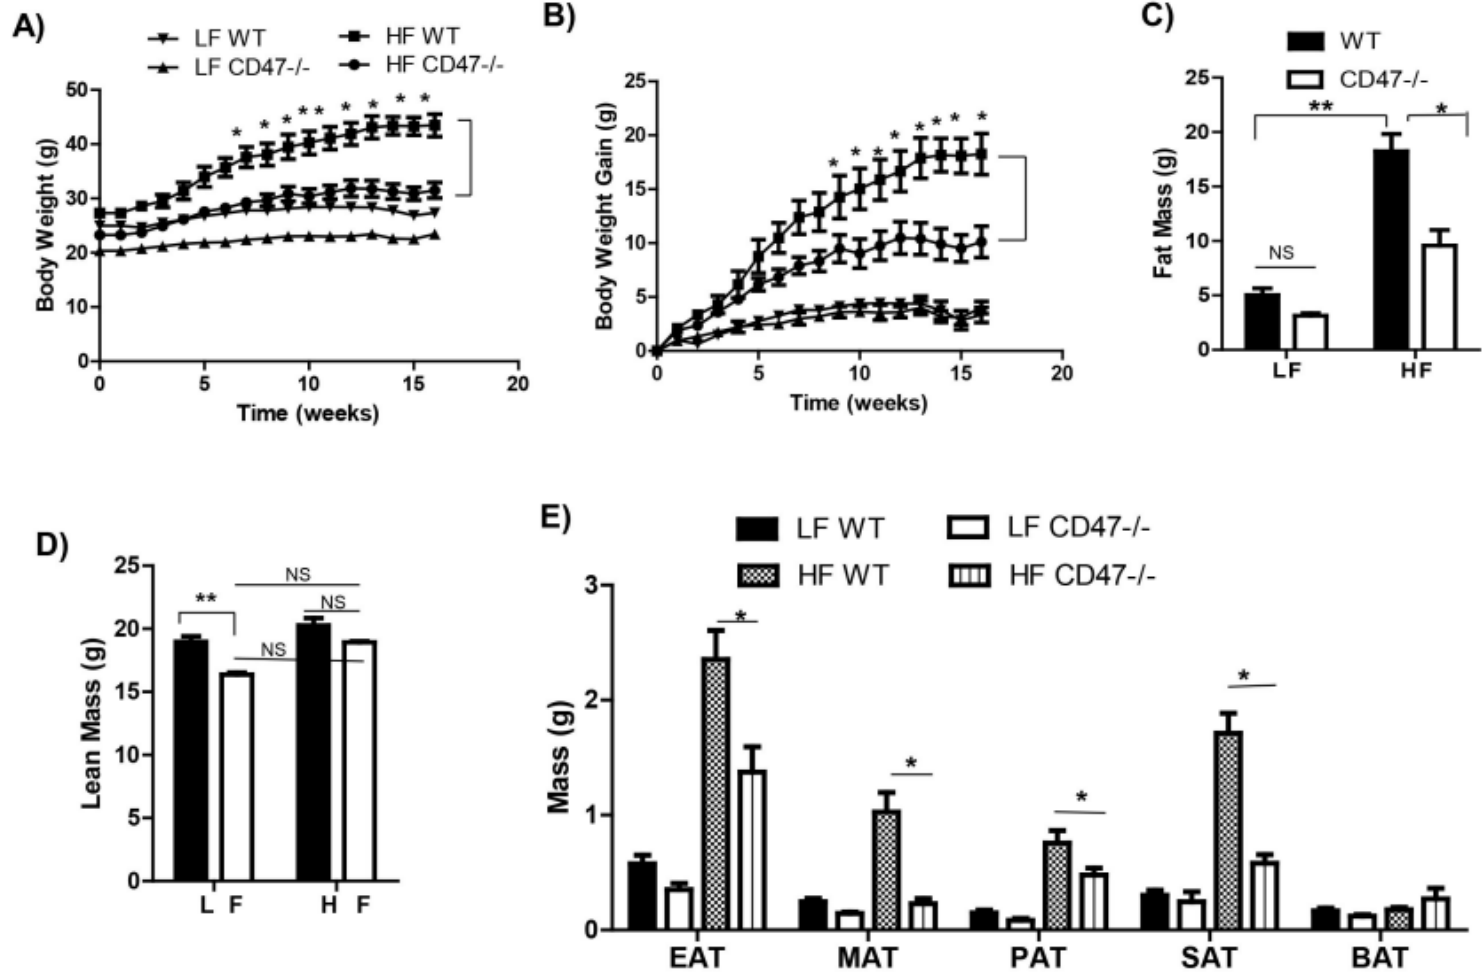 A)
LF WT
HF WT
LF CD47-/-
HF CD47-/-
Body Weight (g)
50
40
30
20
10
0
* * * * * * * * *
0 5 10 15 20
Time (weeks)
B)
Body Weight Gain (g)
25
20
15
10
5
0
* * * * * * * *
0 5 10 15 20
Time (weeks)
C)
WT
CD47-/-
Fat Mass (g)
25
20
15
10
5
0
** *
NS
LF HF
D)
Lean Mass (g)
25
20
15
10
5
0
NS
**
NS
NS
L F H F
E)
LF WT
LF CD47-/-
HF WT
HF CD47-/-
Mass (g)
3
2
1
0
*
*
*
*
EAT MAT PAT SAT BAT